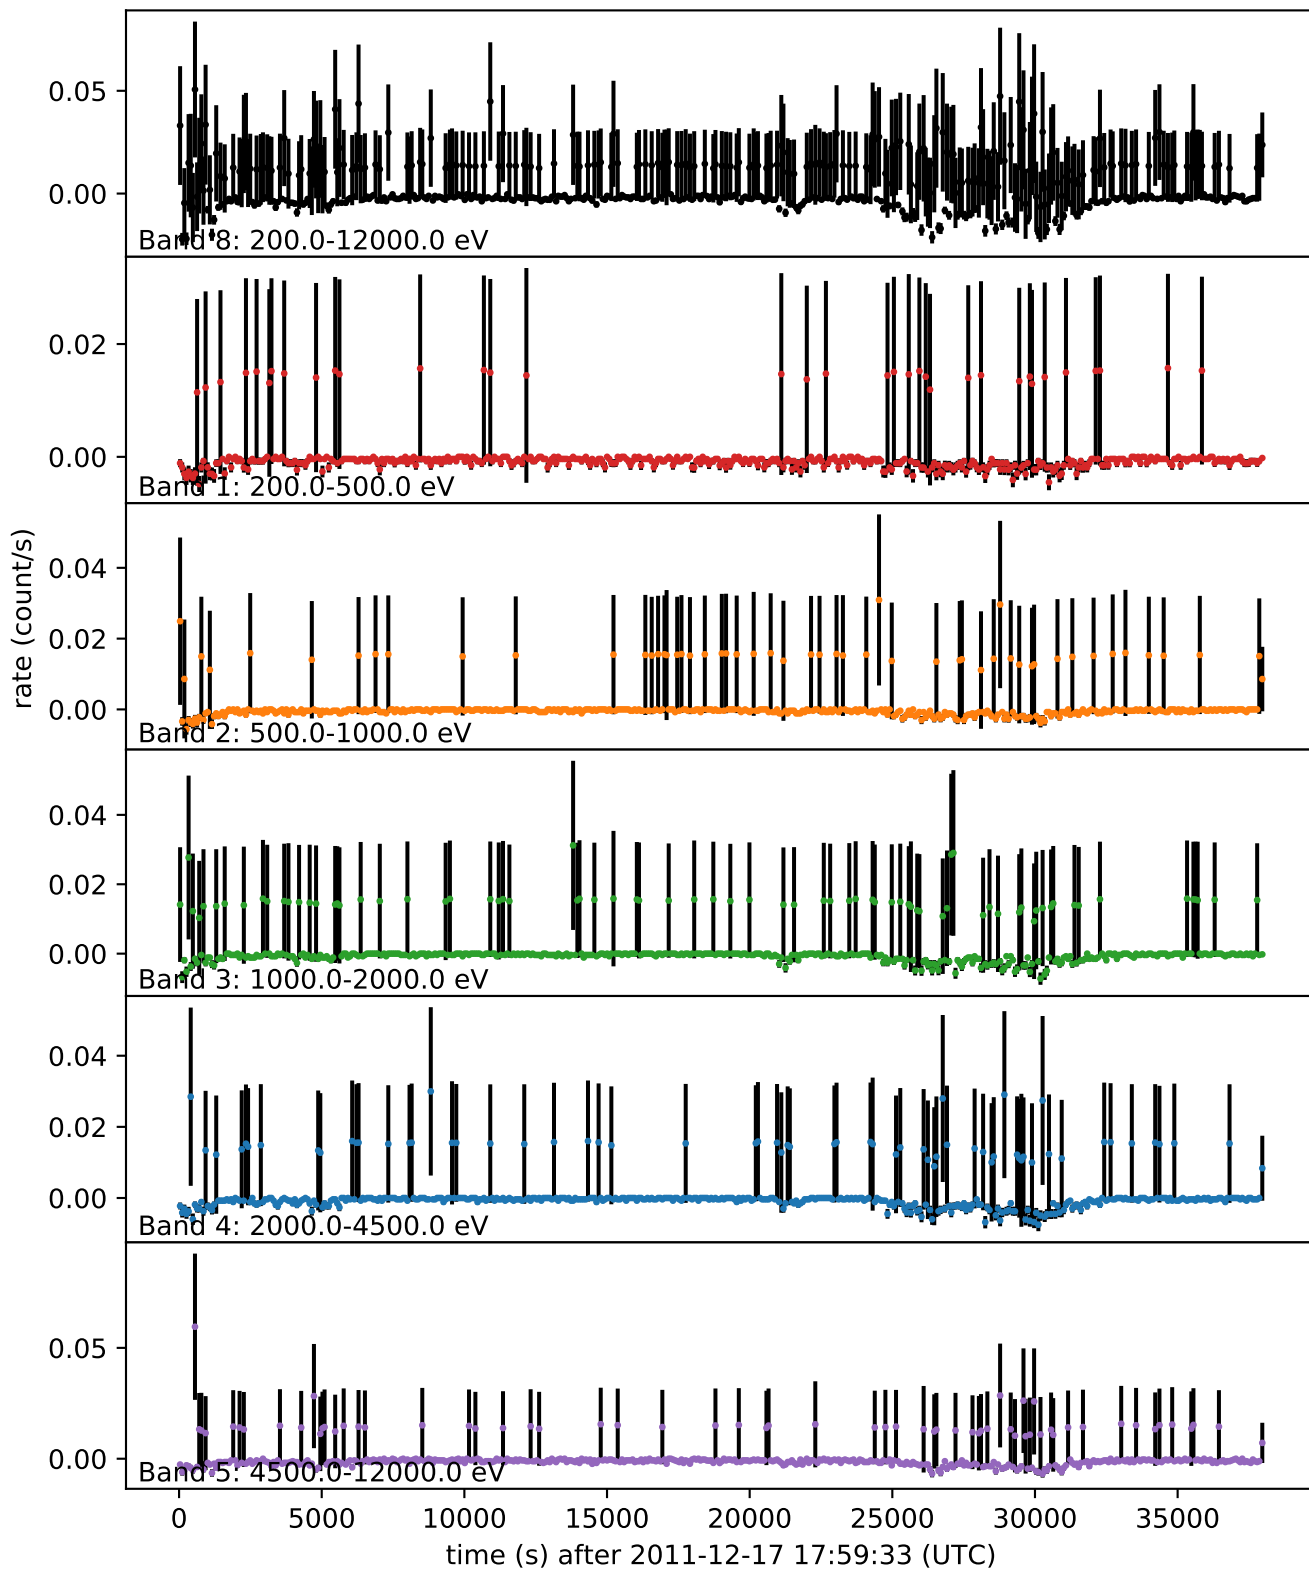 0.05
0.00
Band 8: 200.0-12000.0 eV
0.02
0.00
Band 1: 200.0-500.0 eV
rate (count/s)
0.04
0.02
0.00
Band 2: 500.0-1000.0 eV
0.04
0.02
0.00
Band 3: 1000.0-2000.0 eV
0.04
0.02
0.00
Band 4: 2000.0-4500.0 eV
0.05
0.00
Band 5: 4500.0-12000.0 eV
0 5000 10000 15000 20000 25000 30000 35000
time (s) after 2011-12-17 17:59:33 (UTC)